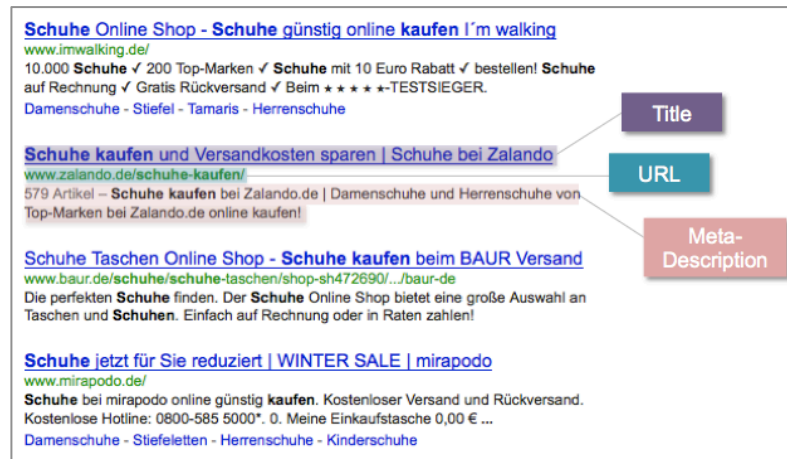 Schuhe Online Shop - Schuhe günstig online kaufen I´m walking
www.imwalking.de/
10.000 Schuhe ✓ 200 Top-Marken ✓ Schuhe mit 10 Euro Rabatt ✓ bestellen! Schuhe
auf Rechnung ✓ Gratis Rückversand ✓ Beim ★ ★ ★ ★ ★-TESTSIEGER.
Damenschuhe - Stiefel - Tamaris - Herrenschuhe
Title
Schuhe kaufen und Versandkosten sparen | Schuhe bei Zalando
www.zalando.de/schuhe-kaufen/
URL
579 Artikel – Schuhe kaufen bei Zalando.de | Damenschuhe und Herrenschuhe von
Top-Marken bei Zalando.de online kaufen!
Meta-
Description
Schuhe Taschen Online Shop - Schuhe kaufen beim BAUR Versand
www.baur.de/schuhe/schuhe-taschen/shop-sh472690/.../baur-de
Die perfekten Schuhe finden. Der Schuhe Online Shop bietet eine große Auswahl an
Taschen und Schuhen. Einfach auf Rechnung oder in Raten zahlen!
Schuhe jetzt für Sie reduziert | WINTER SALE | mirapodo
www.mirapodo.de/
Schuhe bei mirapodo online günstig kaufen. Kostenloser Versand und Rückversand.
Kostenlose Hotline: 0800-585 5000*. 0. Meine Einkaufstasche 0,00 € ...
Damenschuhe - Stiefeletten - Herrenschuhe - Kinderschuhe